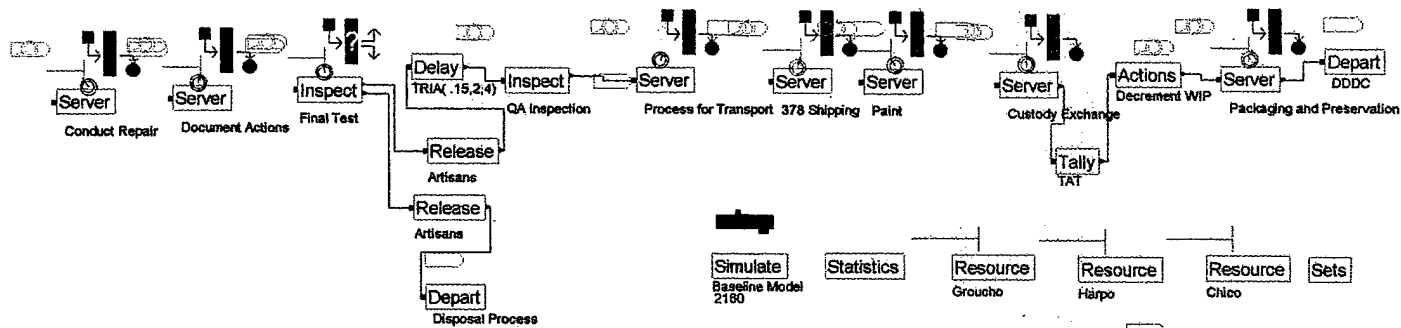 Server
Conduct Repair
Server
Document Actions
?
Inspect
Final Test
Delay
TRIA( .15,2,4)
Inspect
QA Inspection
Server
Process for Transport
Server
378 Shipping
Server
Paint
Server
Custody Exchange
Tally
TAT
Actions
Decrement WIP
Server
Packaging and Preservation
Depart
DDDC
Release
Artisans
Release
Artisans
Depart
Disposal Process
Simulate
Baseline Model
2160
Statistics
Resource
Groucho
Resource
Harpo
Resource
Chico
Sets